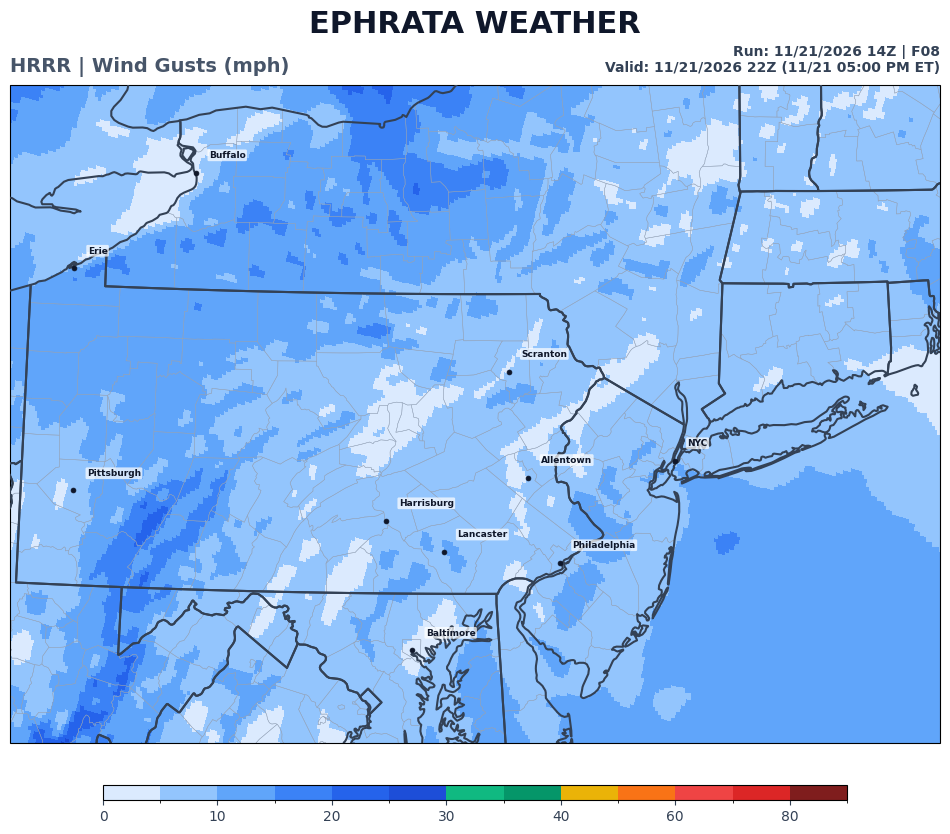 EPHRATA WEATHER
HRRR | Wind Gusts (mph)
Run: 11/21/2026 14Z | F08
Valid: 11/21/2026 22Z (11/21 05:00 PM ET)
Buffalo
Erie
Scranton
NYC
Allentown
Pittsburgh
Harrisburg
Lancaster
Philadelphia
Baltimore
0 10 20 30 40 50 60 70 80